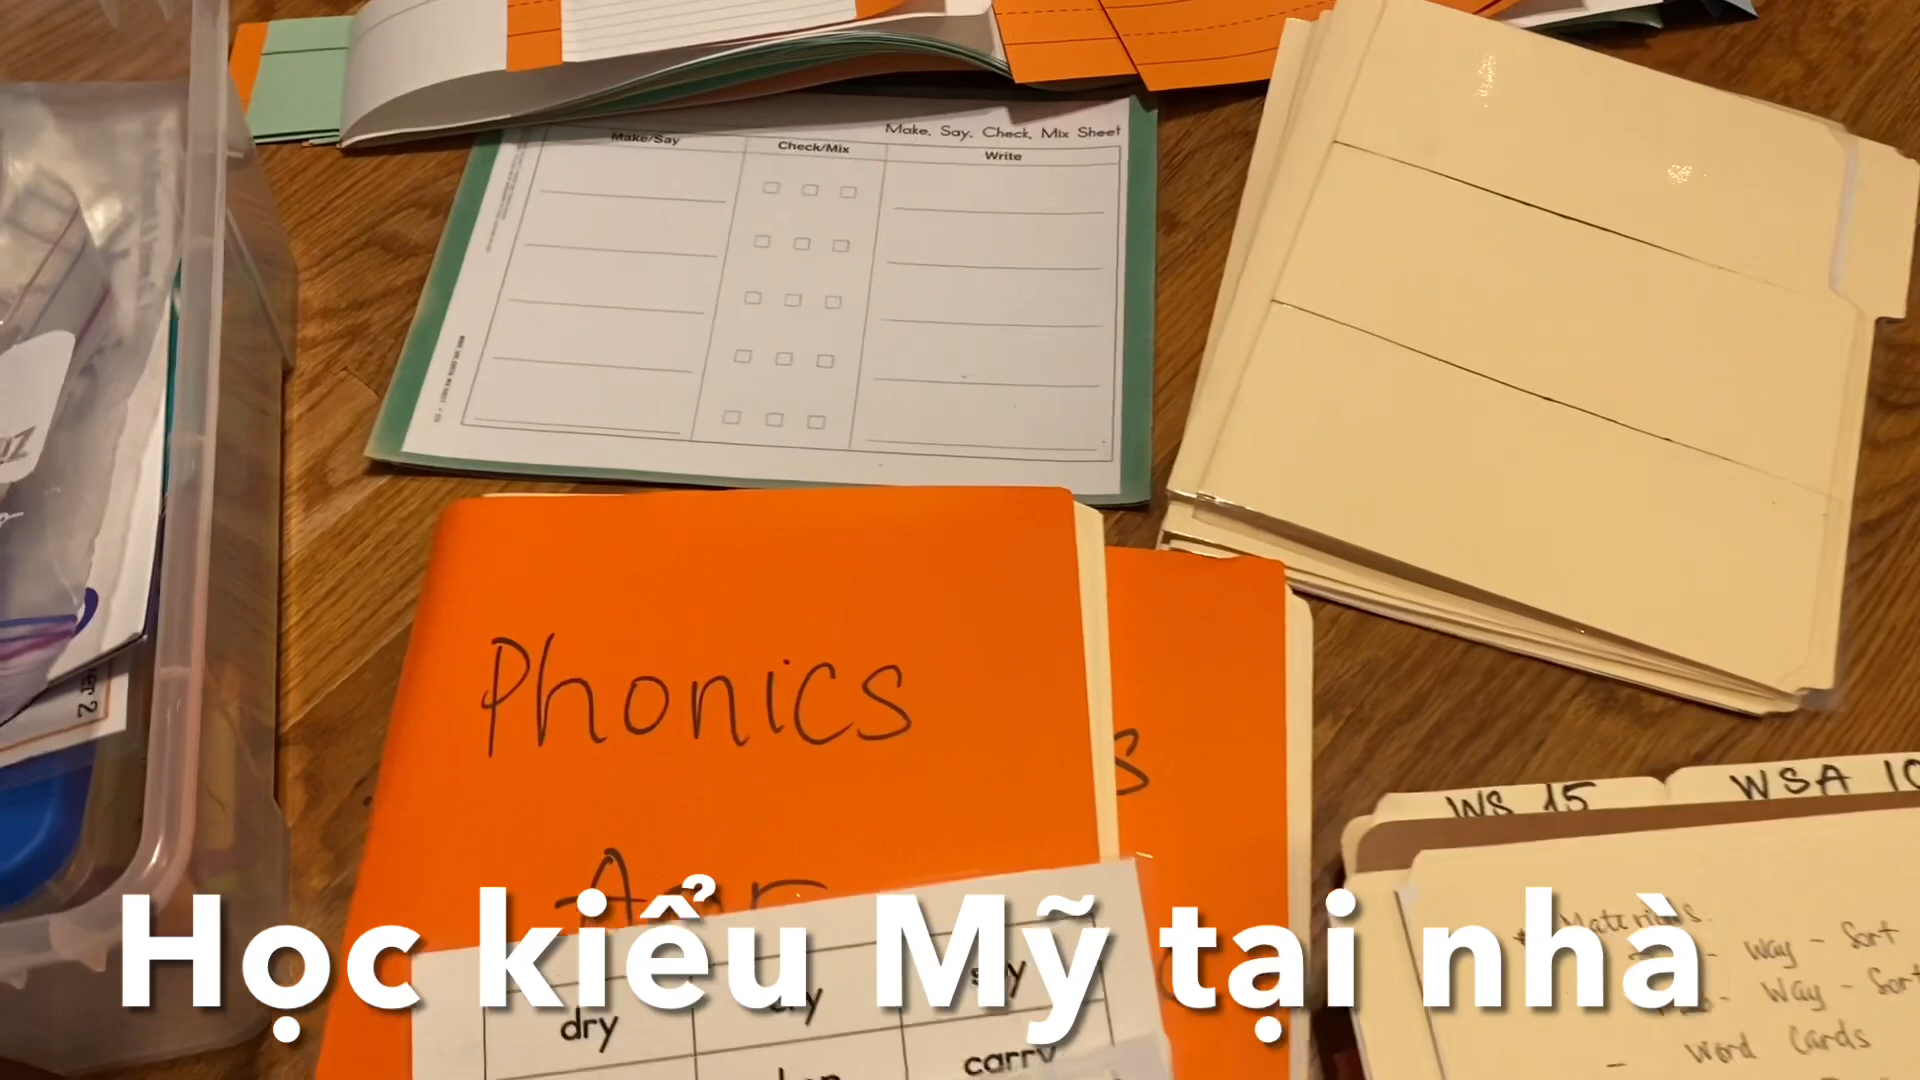 Make, Say, Check, Mix Sheet
Make/Say
Check/Mix
Write
Phonics
WS 15
WSA 10
* Materials.
- Way - Sort
- Way - Sort
- Word Cards
dry
carry
Học kiểu Mỹ tại nhà